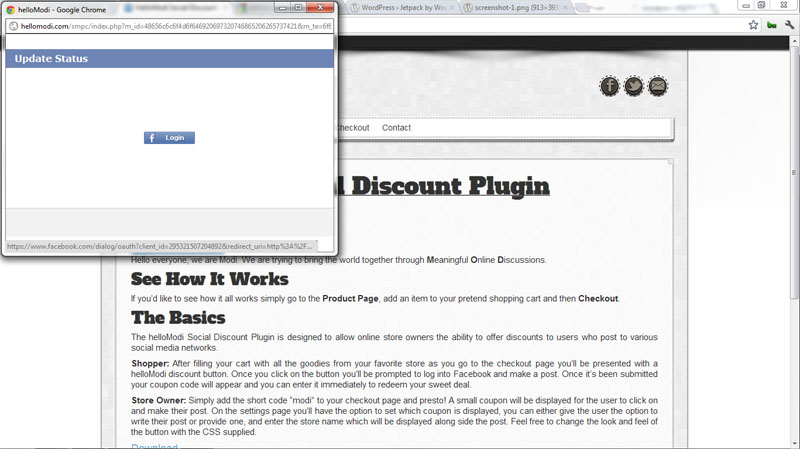 helloModi - Google Chrome
WordPress - Jetpack by Wor
screenshot-1.png (913×393
hellomodi.com/smpc/index.php?m_id=48656c6c6f4d6f646920697320746865206265737421&m_te=6f6
Update Status
Login
https://www.facebook.com/dialog/oauth?client_id=295321507204892&redirect_uri=http%3A%2F...
Checkout Contact
Discount Plugin
Hello everyone, we are Modi. We are trying to bring the world together through Meaningful Online Discussions.
See How It Works
If you'd like to see how it all works simply go to the Product Page, add an item to your pretend shopping cart and then Checkout.
The Basics
The helloModi Social Discount Plugin is designed to allow online store owners the ability to offer discounts to users who post to various
social media networks.
Shopper: After filling your cart with all the goodies from your favorite store as you go to the checkout page you'll be presented with a
helloModi discount button. Once you click on the button you'll be prompted to log into Facebook and make a post. Once it's been submitted
your coupon code will appear and you can enter it immediately to redeem your sweet deal.
Store Owner: Simply add the short code "modi" to your checkout page and presto! A small coupon will be displayed for the user to click on
and make their post. On the settings page you'll have the option to set which coupon is displayed, you can either give the user the option to
write their post or provide one, and enter the store name which will be displayed along side the post. Feel free to change the look and feel of
the button with the CSS supplied.
Download